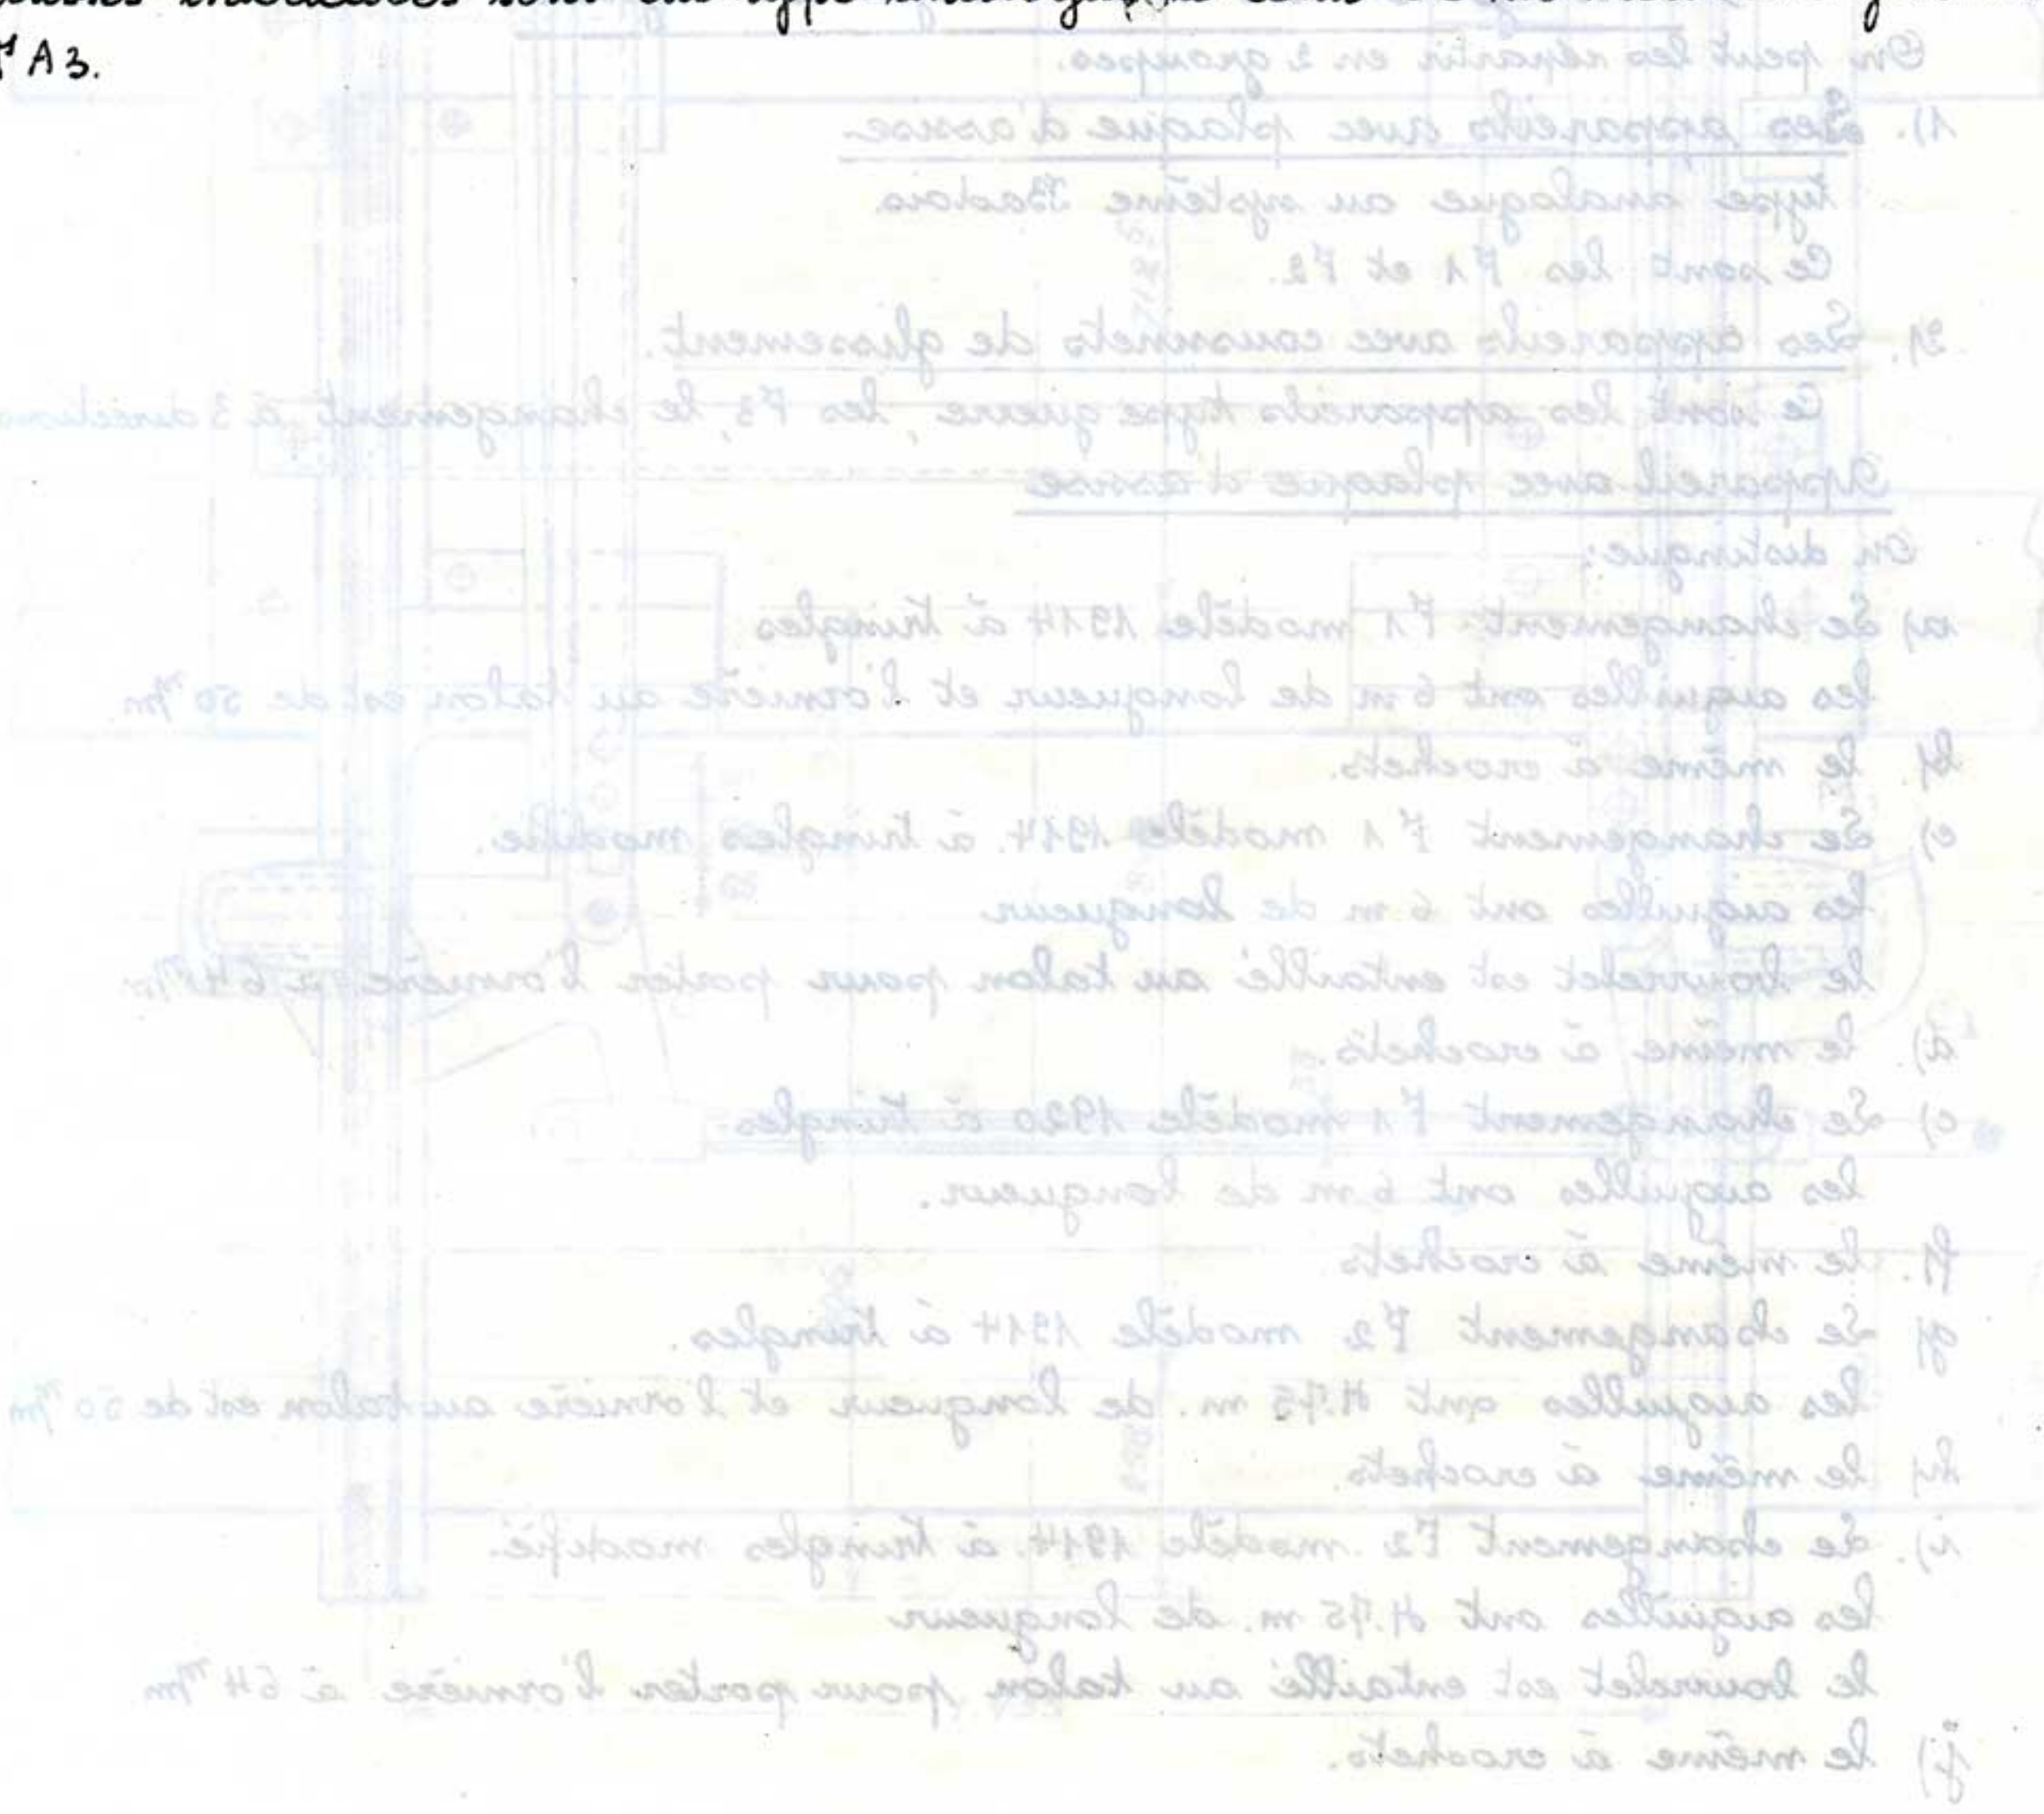 sont du type
A3.
On peut les répartir en 2 groupes.
1). Les appareils avec plaque d'assise
type analogue au système Badois
Ce sont les F1 et F2.
2). Les appareils avec coussinets de glissement.
Ce sont les appareils type guerre, les F3, le changement à 3 directions
Appareil avec plaque d'assise
On distingue:
a) Le changement F1 modèle 1914 à tringles
les aiguilles ont 6 m de longueur et l'ornière au talon est de 50 m/m
b). le même à crochets.
c). Le changement F1 modèle 1914. à tringles modifié.
les aiguilles ont 6 m de longueur
le bourrelet est entaillé au talon pour porter l'ornière à 64 m/m
d). le même à crochets.
e) Le changement F1 modèle 1920 à tringles
les aiguilles ont 6 m de longueur.
f). le même à crochets
g) Le changement F2 modèle 1914 à tringles.
les aiguilles ont 4.75 m. de longueur et l'ornière au talon est de 50 m/m
h) le même à crochets.
i). Le changement F2 modèle 1914. à tringles modifié.
les aiguilles ont 4.75 m. de longueur
le bourrelet est entaillé au talon pour porter l'ornière à 64 m/m
j) le même à crochets.